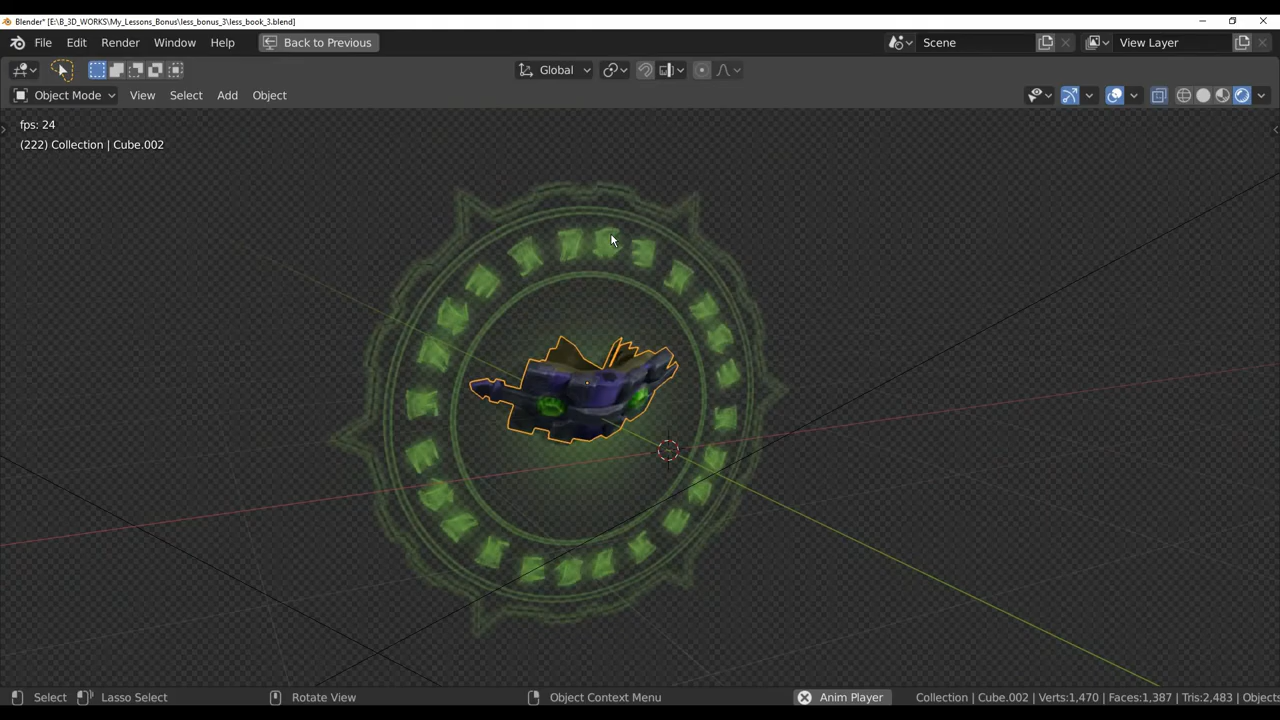 Blender* [E:\B_3D_WORKS\My_Lessons_Bonus\less_bonus_3\less_book_3.blend]
File Edit Render Window Help Back to Previous Scene View Layer
Global
Object Mode View Select Add Object
fps: 24
(222) Collection | Cube.002
Select Lasso Select Rotate View Object Context Menu Anim Player Collection | Cube.002 | Verts:1,470 | Faces:1,387 | Tris:2,483 | Objects